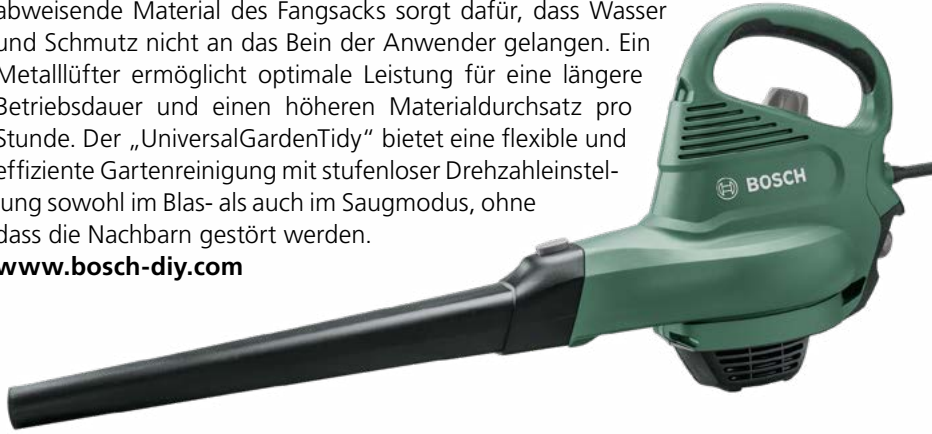 abweisende Material des Fangsacks sorgt dafür, dass Wasser
und Schmutz nicht an das Bein der Anwender gelangen. Ein
Metalllüfter ermöglicht optimale Leistung für eine längere
Betriebsdauer und einen höheren Materialdurchsatz pro
Stunde. Der „UniversalGardenTidy“ bietet eine flexible und
effiziente Gartenreinigung mit stufenloser Drehzahleinstel-
lung sowohl im Blas- als auch im Saugmodus, ohne
dass die Nachbarn gestört werden.
www.bosch-diy.com
BOSCH